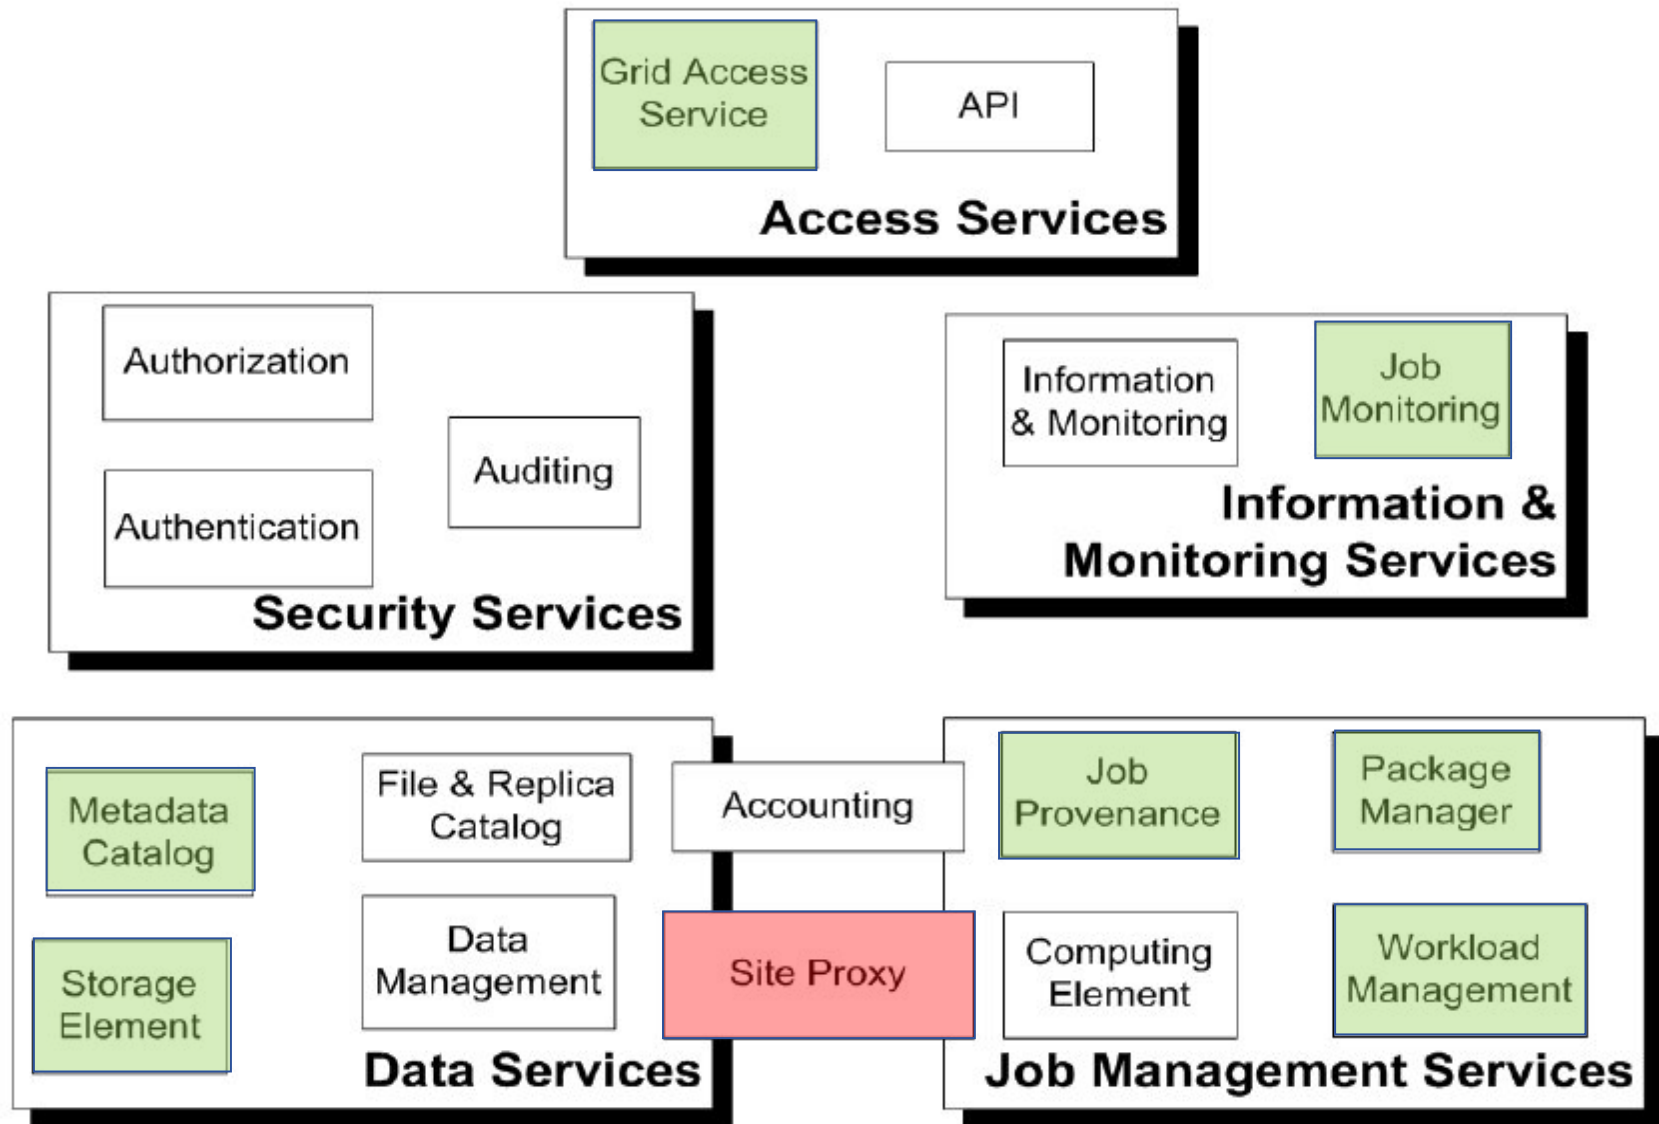 Grid Access
Service
API
Access Services
Authorization
Auditing
Authentication
Security Services
Information
& Monitoring
Job
Monitoring
Information &
Monitoring Services
Metadata
Catalog
File & Replica
Catalog
Storage
Element
Data
Management
Data Services
Accounting
Site Proxy
Job
Provenance
Package
Manager
Computing
Element
Workload
Management
Job Management Services